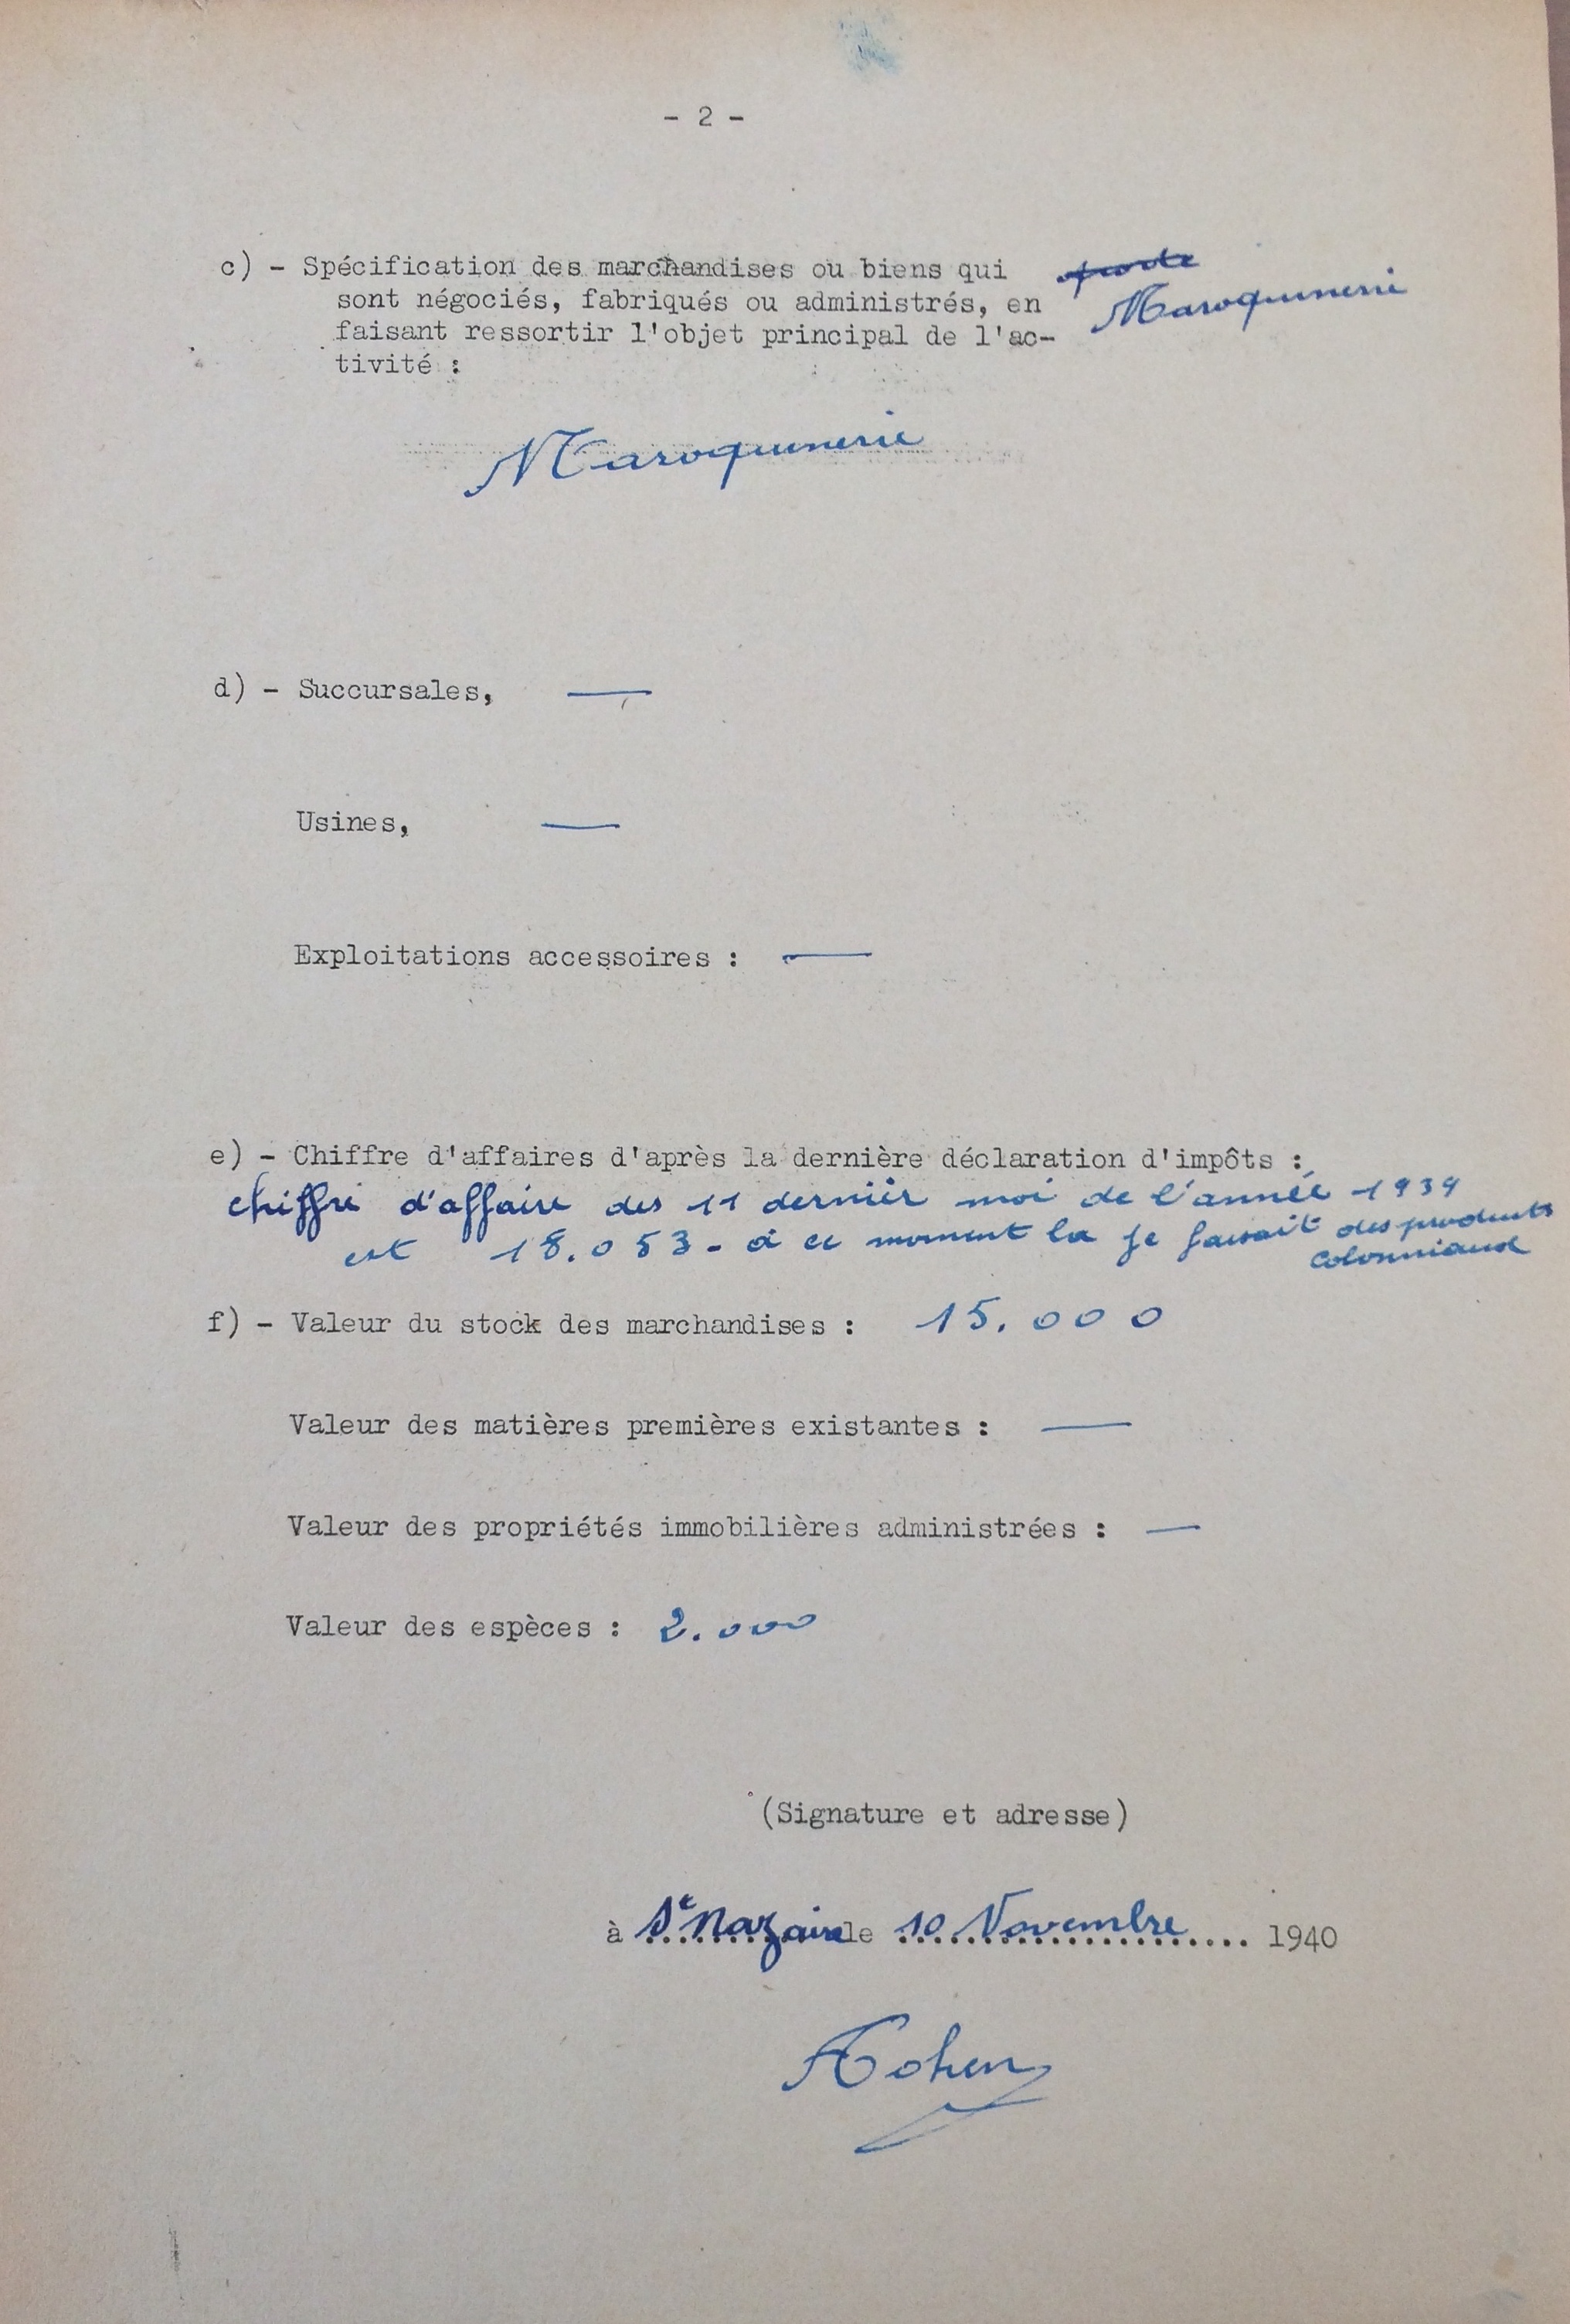 - 2 -
c) - Spécification des marchandises ou biens qui
sont négociés, fabriqués ou administrés, en
faisant ressortir l'objet principal de l'ac-
tivité :
Maroquinerie
Maroquinerie
d) - Succursales, —
Usines, —
Exploitations accessoires : —
e) - Chiffre d'affaires d'après la dernière déclaration d'impôts :
chiffre d'affaire des 11 dernièr moi de l'année 1939
est 18.053 - à ce moment la je faisait des produits
coloniaux
f) - Valeur du stock des marchandises : 15.000
Valeur des matières premières existantes : —
Valeur des propriétés immobilières administrées : —
Valeur des espèces : 2.000
(Signature et adresse)
à St Nazaire le 10 Novembre 1940
ACohen